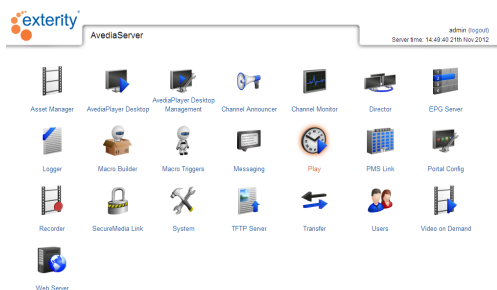 exterity
AvediaServer
admin (logout)
Server time: 14:49:40 21th Nov 2012
Asset Manager
AvediaPlayer Desktop
AvediaPlayer Desktop
Management
Channel Announcer
Channel Monitor
Director
EPG Server
Logger
Macro Builder
Macro Triggers
Messaging
Play
PMS Link
Portal Config
Recorder
SecureMedia Link
System
TFTP Server
Transfer
Users
Video on Demand
Web Server